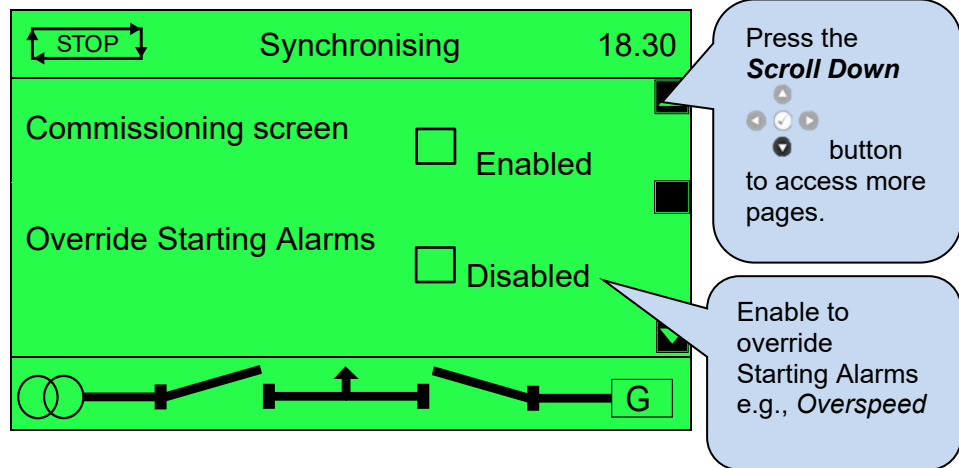 STOP Synchronising 18.30
Commissioning screen
Enabled
Override Starting Alarms
Disabled
G
Press the
Scroll Down
button
to access more
pages.
Enable to
override
Starting Alarms
e.g., Overspeed